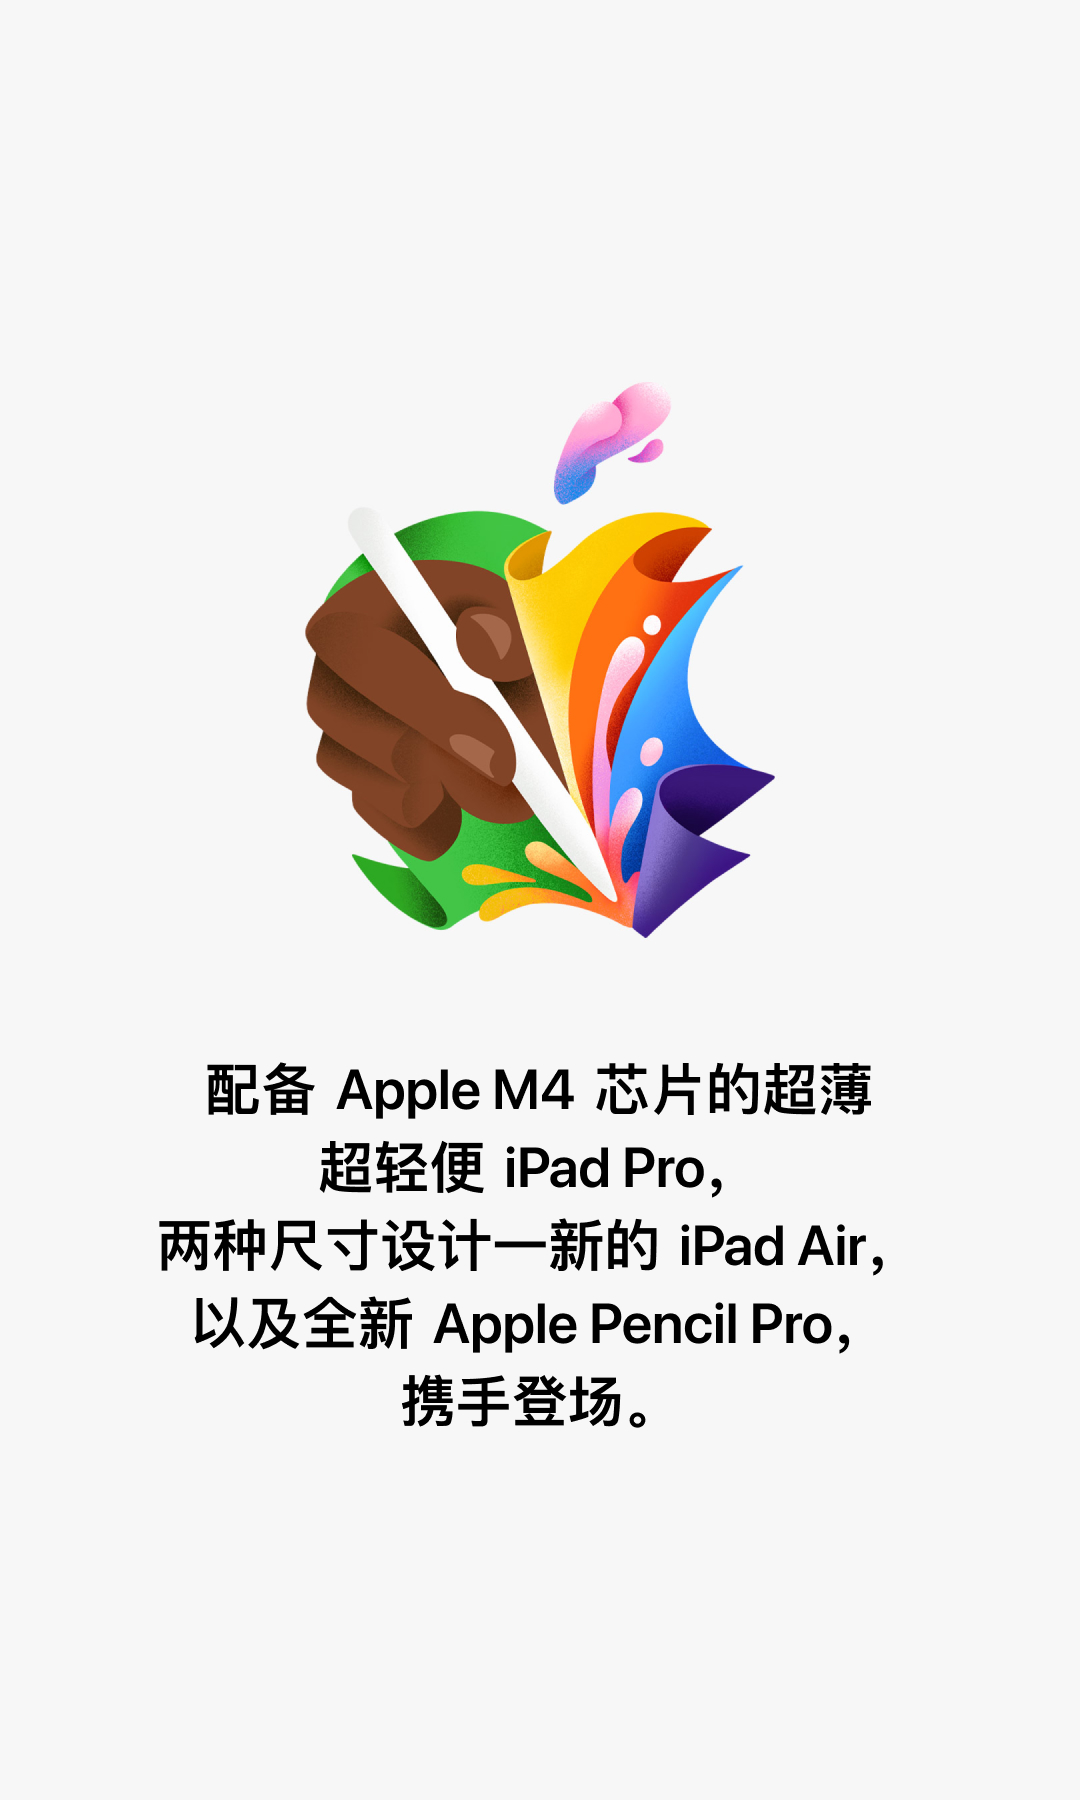 配备 Apple M4 芯片的超薄
超轻便 iPad Pro，
两种尺寸设计一新的 iPad Air，
以及全新 Apple Pencil Pro，
携手登场。